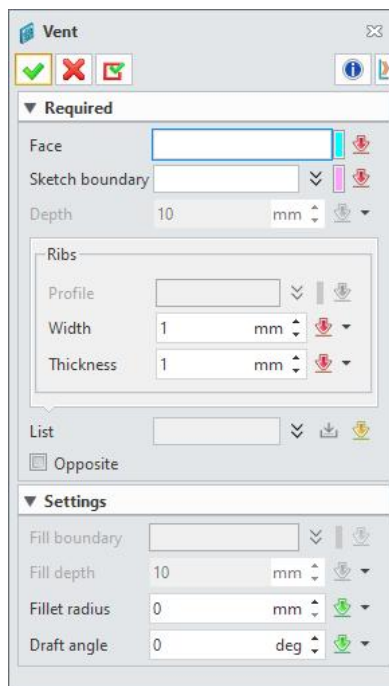 Vent
Required
Face
Sketch boundary
Depth 10 mm
Ribs
Profile
Width 1 mm
Thickness 1 mm
List
Opposite
Settings
Fill boundary
Fill depth 10 mm
Fillet radius 0 mm
Draft angle 0 deg